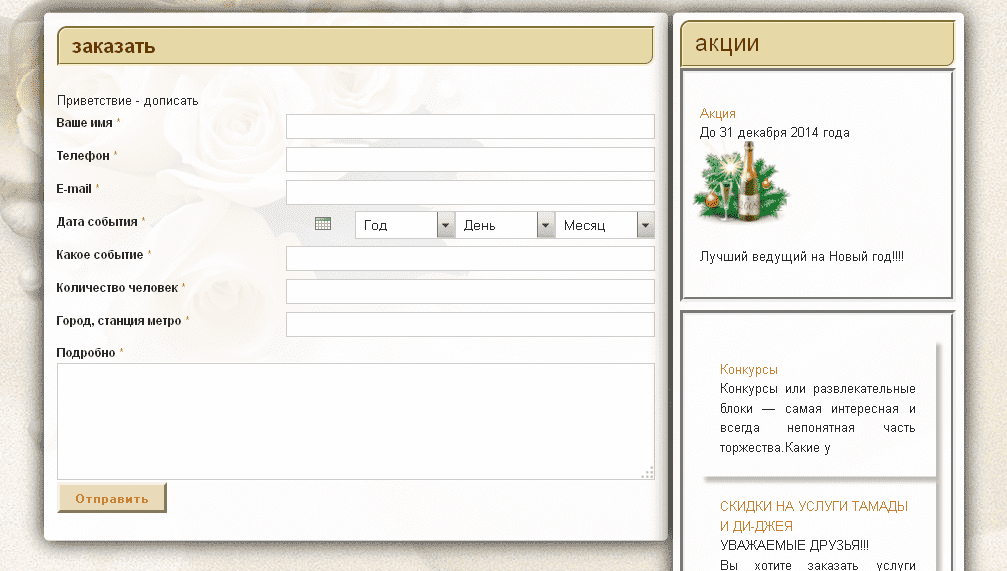 заказать
Приветствие - дописать
Ваше имя *
Телефон *
E-mail *
Дата события *
Год
День
Месяц
Какое событие *
Количество человек *
Город, станция метро *
Подробно *
Отправить
акции
Акция
До 31 декабря 2014 года
Лучший ведущий на Новый год!!!!
Конкурсы
Конкурсы или развлекательные
блоки — самая интересная и
всегда непонятная часть
торжества.Какие у
СКИДКИ НА УСЛУГИ ТАМАДЫ
И ДИ-ДЖЕЯ
УВАЖАЕМЫЕ ДРУЗЬЯ!!!
Вы хотите заказать услуги